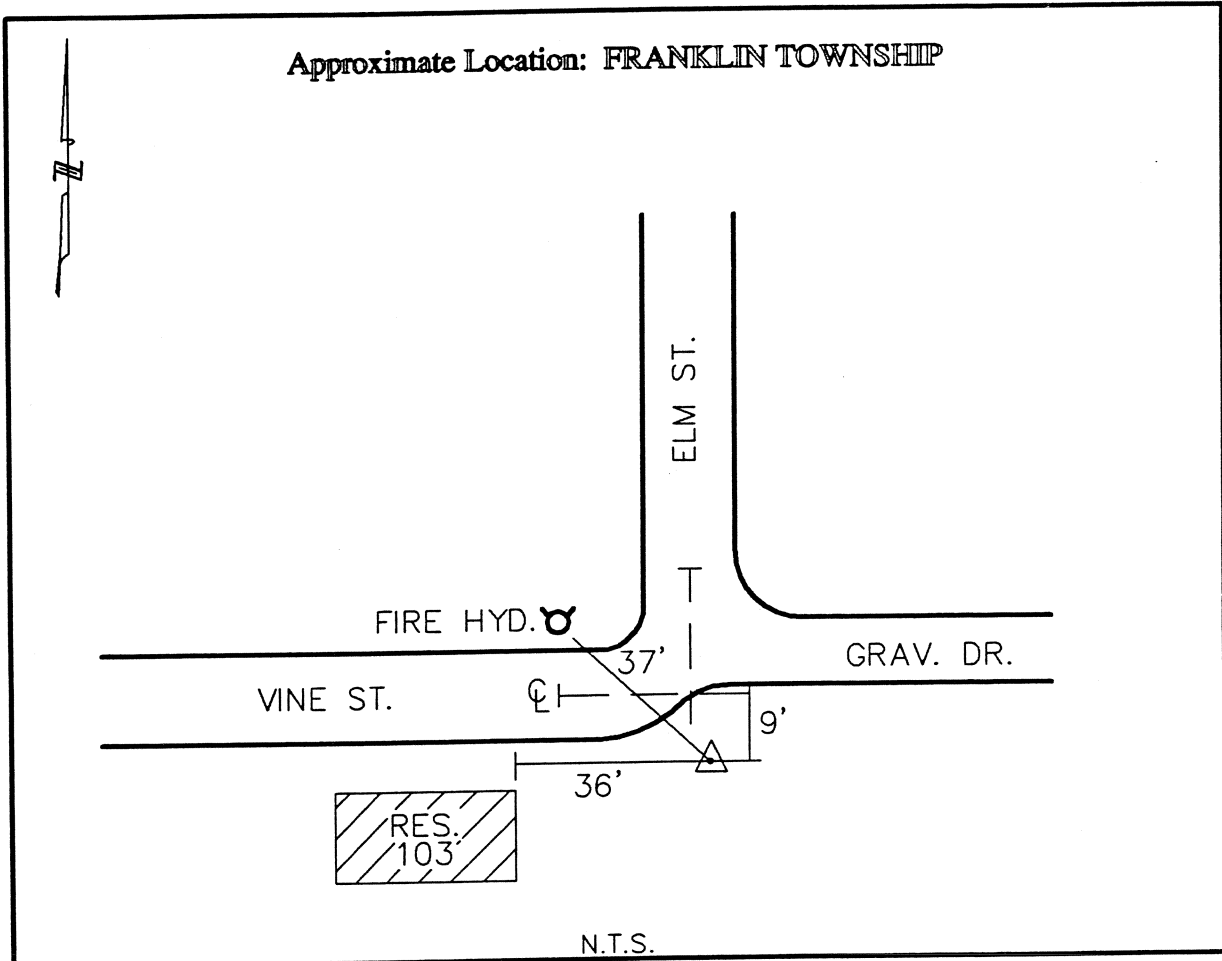 Approximate Location: FRANKLIN TOWNSHIP
N
ELM ST.
FIRE HYD.
37'
GRAV. DR.
VINE ST.
℄
9'
36'
RES.
103
N.T.S.